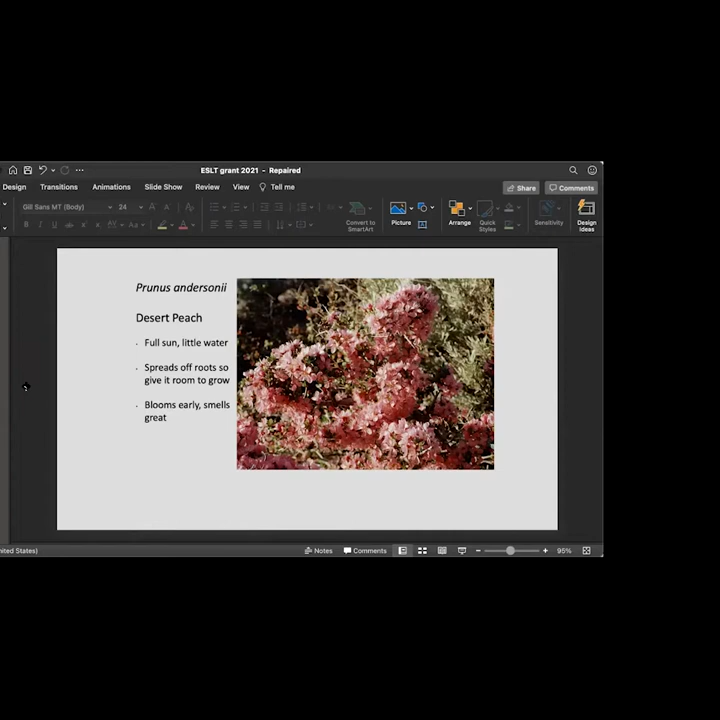 ESLT grant 2021 - Repaired
Design Transitions Animations Slide Show Review View Tell me Share Comments
Gill Sans MT (Body) 24
Convert to SmartArt
Picture
Arrange
Quick Styles
Sensitivity
Design Ideas
Prunus andersonii
Desert Peach
Full sun, little water
Spreads off roots so
give it room to grow
Blooms early, smells
great
nited States) Notes Comments 95%